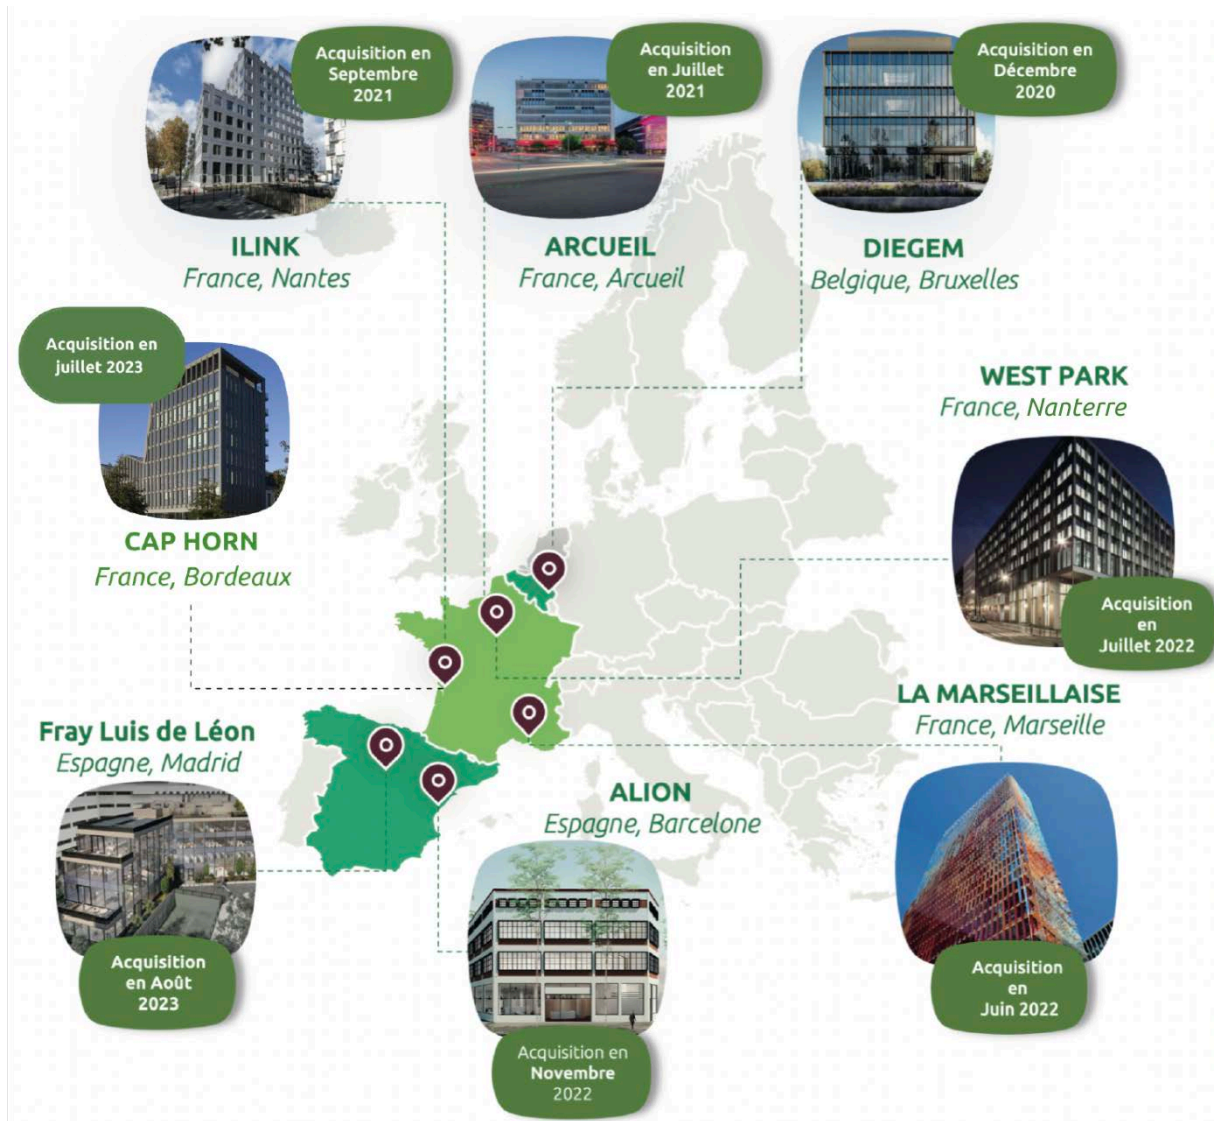 Acquisition en
Septembre
2021
ILINK
France, Nantes
Acquisition
en Juillet
2021
ARCUEIL
France, Arcueil
Acquisition en
Décembre
2020
DIEGEM
Belgique, Bruxelles
Acquisition en
juillet 2023
CAP HORN
France, Bordeaux
WEST PARK
France, Nanterre
Acquisition
en
Juillet 2022
Fray Luis de Léon
Espagne, Madrid
Acquisition
en Août
2023
ALION
Espagne, Barcelone
Acquisition en
Novembre
2022
LA MARSEILLAISE
France, Marseille
Acquisition
en
Juin 2022